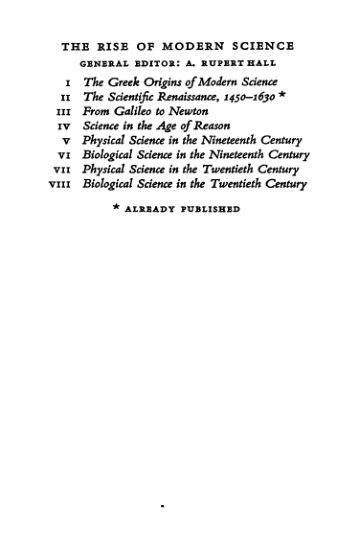 THE RISE OF MODERN SCIENCE
GENERAL EDITOR: A. RUPERT HALL
I The Greek Origins of Modern Science
II The Scientific Renaissance, 1450–1630 *
III From Galileo to Newton
IV Science in the Age of Reason
V Physical Science in the Nineteenth Century
VI Biological Science in the Nineteenth Century
VII Physical Science in the Twentieth Century
VIII Biological Science in the Twentieth Century
* ALREADY PUBLISHED